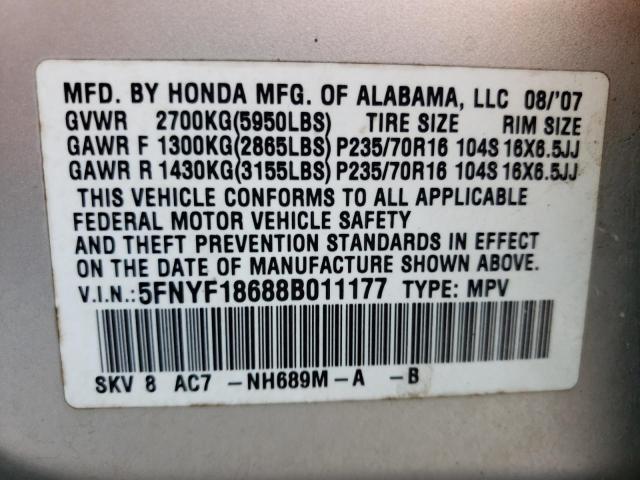 MFD. BY HONDA MFG. OF ALABAMA, LLC 08/'07
GVWR 2700KG(5950LBS) TIRE SIZE RIM SIZE
GAWR F 1300KG(2865LBS) P235/70R16 104S 16X6.5JJ
GAWR R 1430KG(3155LBS) P235/70R16 104S 16X6.5JJ
THIS VEHICLE CONFORMS TO ALL APPLICABLE
FEDERAL MOTOR VEHICLE SAFETY
AND THEFT PREVENTION STANDARDS IN EFFECT
ON THE DATE OF MANUFACTURE SHOWN ABOVE.
V.I.N.: 5FNYF18688B011177 TYPE: MPV
SKV 8 AC7 -NH689M-A -B